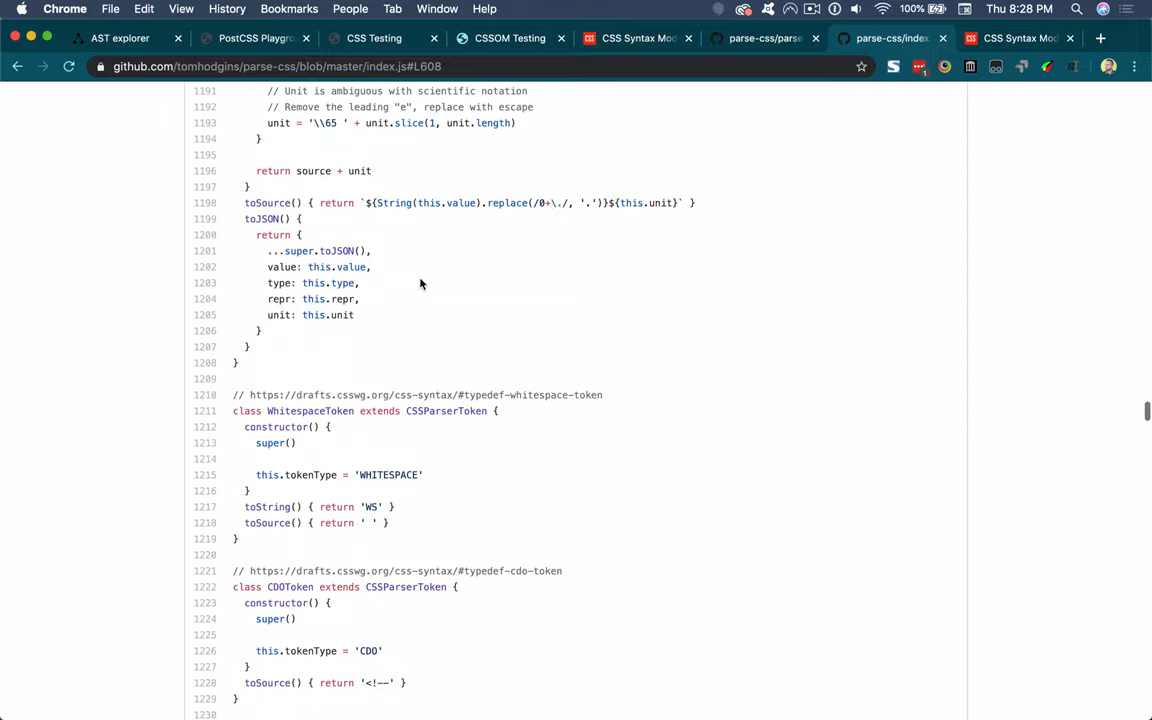 Chrome File Edit View History Bookmarks People Tab Window Help 100% Thu 8:28 PM
AST explorer PostCSS Playgro CSS Testing CSSOM Testing CSS Syntax Mod parse-css/parse parse-css/index. CSS Syntax Mod
github.com/tomhodgins/parse-css/blob/master/index.js#L608
1191 // Unit is ambiguous with scientific notation
1192 // Remove the leading "e", replace with escape
1193 unit = '\\65 ' + unit.slice(1, unit.length)
1194 }
1195
1196 return source + unit
1197 }
1198 toSource() { return `${String(this.value).replace(/0+\./, '.')}${this.unit}` }
1199 toJSON() {
1200 return {
1201 ...super.toJSON(),
1202 value: this.value,
1203 type: this.type,
1204 repr: this.repr,
1205 unit: this.unit
1206 }
1207 }
1208 }
1209
1210 // https://drafts.csswg.org/css-syntax/#typedef-whitespace-token
1211 class WhitespaceToken extends CSSParserToken {
1212 constructor() {
1213 super()
1214
1215 this.tokenType = 'WHITESPACE'
1216 }
1217 toString() { return 'WS' }
1218 toSource() { return ' ' }
1219 }
1220
1221 // https://drafts.csswg.org/css-syntax/#typedef-cdo-token
1222 class CDOToken extends CSSParserToken {
1223 constructor() {
1224 super()
1225
1226 this.tokenType = 'CDO'
1227 }
1228 toSource() { return '<!--' }
1229 }
1230